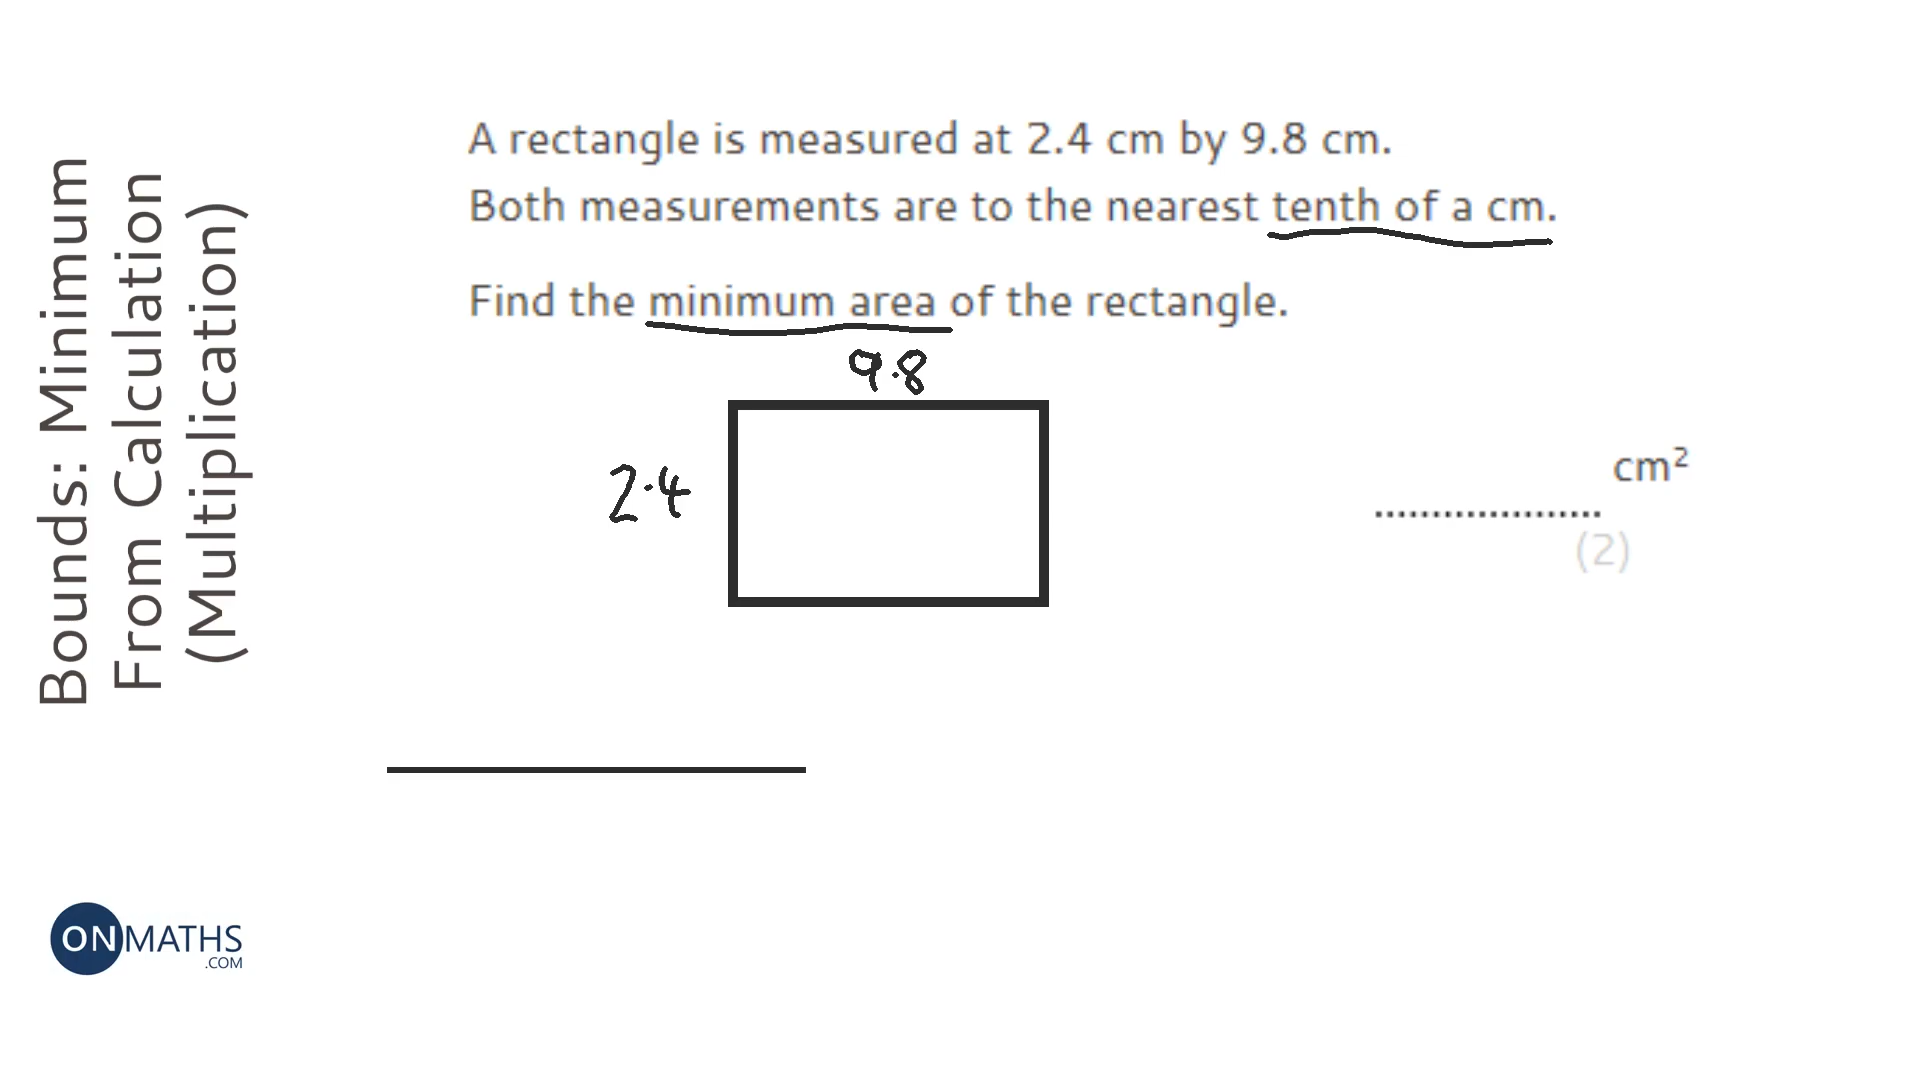 Bounds: Minimum
From Calculation
(Multiplication)
A rectangle is measured at 2.4 cm by 9.8 cm.
Both measurements are to the nearest tenth of a cm.
Find the minimum area of the rectangle.
9.8
2.4
cm²
....................
(2)
ONMATHS
.COM